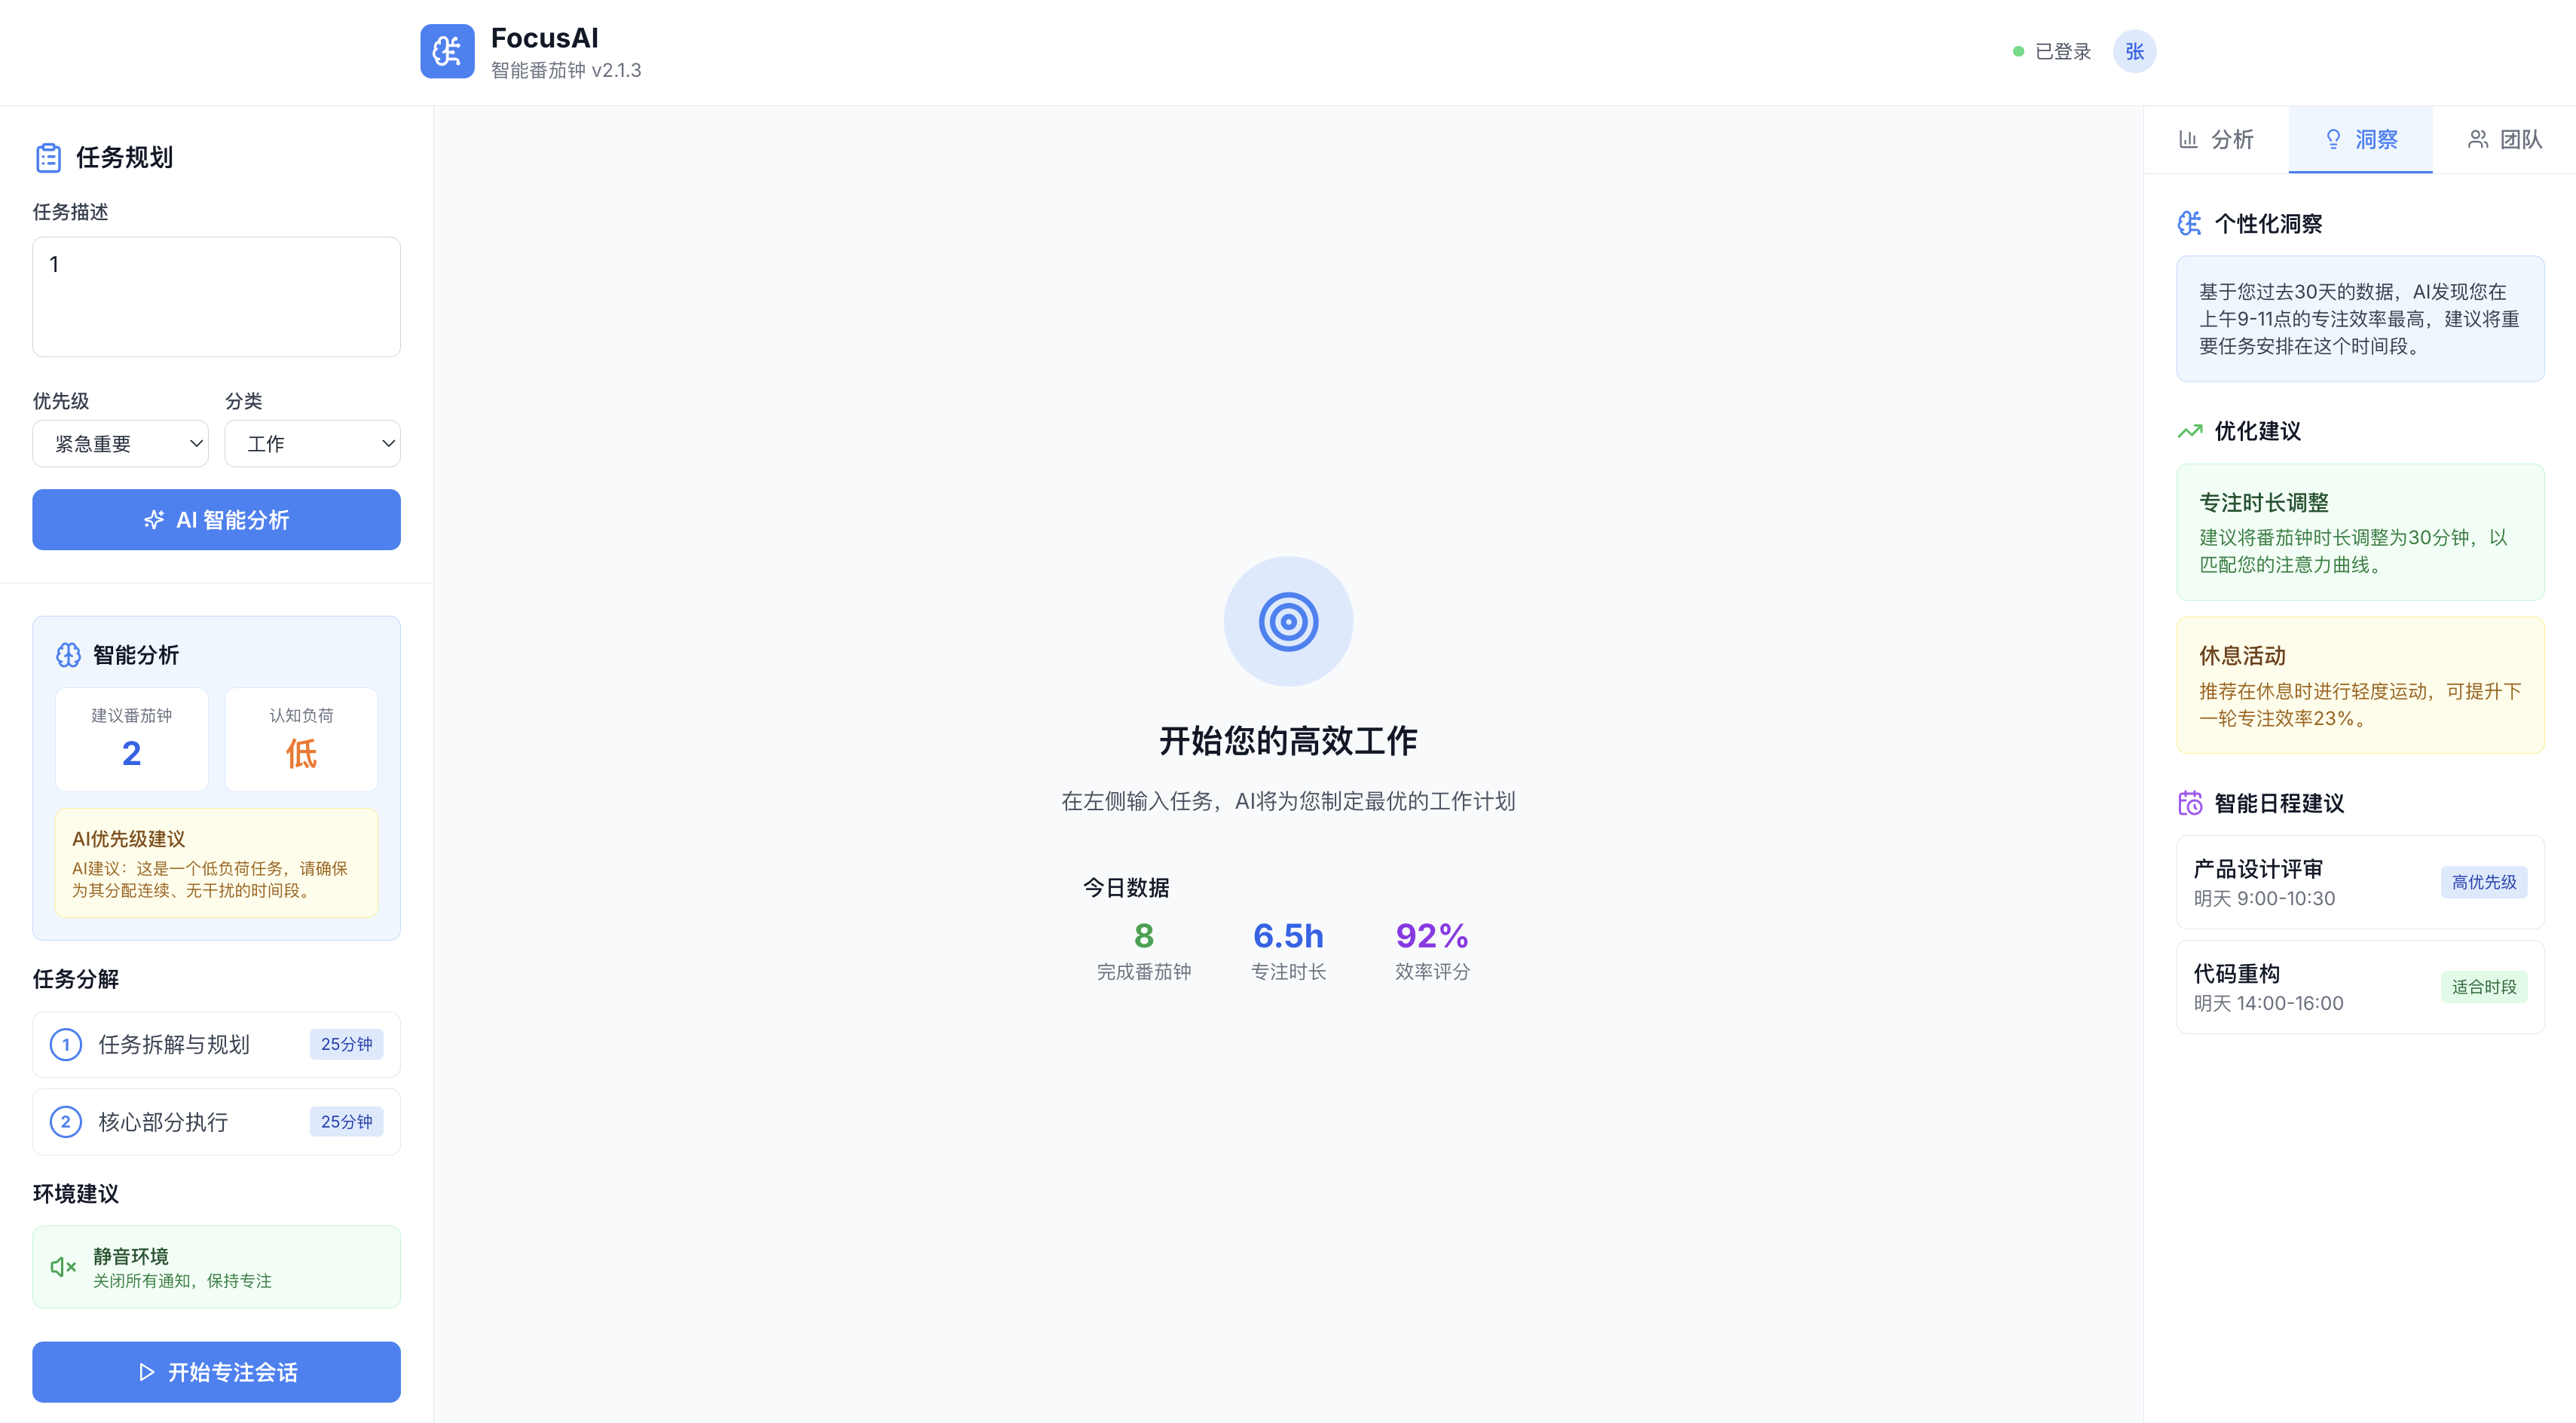 FocusAI
智能番茄钟 v2.1.3
已登录
张
任务规划
任务描述
1
优先级
分类
紧急重要
工作
AI 智能分析
智能分析
建议番茄钟
2
认知负荷
低
AI优先级建议
AI建议：这是一个低负荷任务，请确保
为其分配连续、无干扰的时间段。
任务分解
1
任务拆解与规划
25分钟
2
核心部分执行
25分钟
环境建议
静音环境
关闭所有通知，保持专注
开始专注会话
开始您的高效工作
在左侧输入任务，AI将为您制定最优的工作计划
今日数据
8
完成番茄钟
6.5h
专注时长
92%
效率评分
分析
洞察
团队
个性化洞察
基于您过去30天的数据，AI发现您在
上午9-11点的专注效率最高，建议将重
要任务安排在这个时间段。
优化建议
专注时长调整
建议将番茄钟时长调整为30分钟，以
匹配您的注意力曲线。
休息活动
推荐在休息时进行轻度运动，可提升下
一轮专注效率23%。
智能日程建议
产品设计评审
明天 9:00-10:30
高优先级
代码重构
明天 14:00-16:00
适合时段